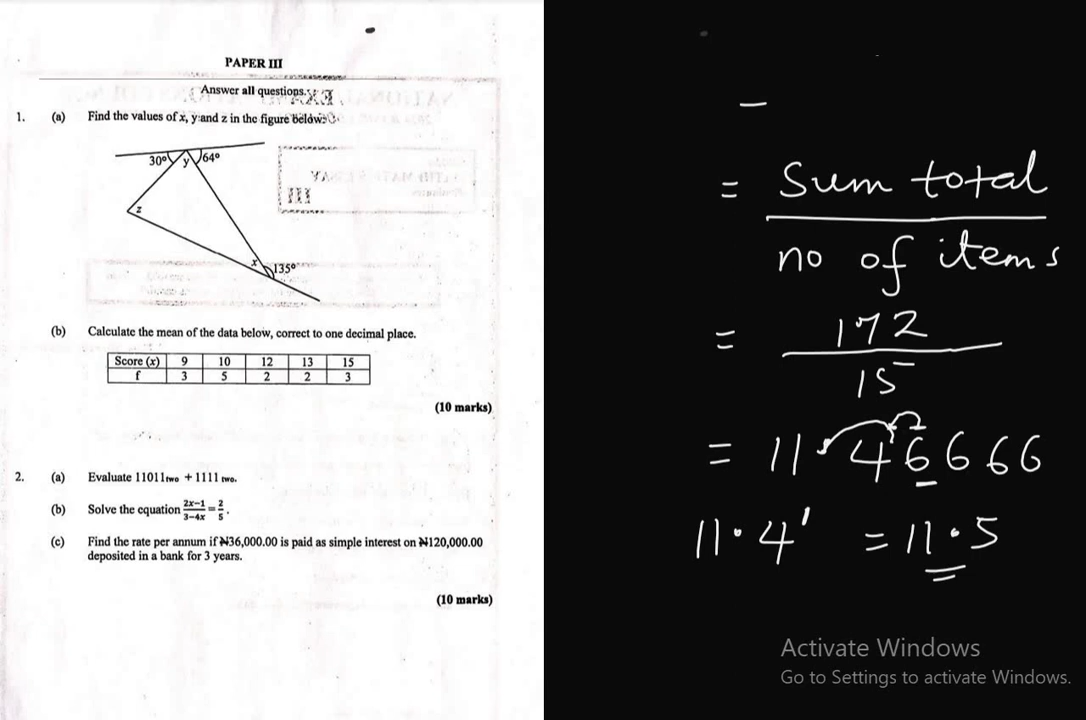 PAPER III
Answer all questions.
1. (a) Find the values of x, y and z in the figure below:
30° y 64°
z
x 135°
(b) Calculate the mean of the data below, correct to one decimal place.
Score (x) 9 10 12 13 15
f 3 5 2 2 3
(10 marks)
2. (a) Evaluate 11011two + 1111 two.
(b) Solve the equation 2x−1/3−4x = 2/5.
(c) Find the rate per annum if ₦36,000.00 is paid as simple interest on ₦120,000.00
deposited in a bank for 3 years.
(10 marks)
= Sum total
no of items
= 172
15
= 11.46666
11.4' = 11.5
Activate Windows
Go to Settings to activate Windows.